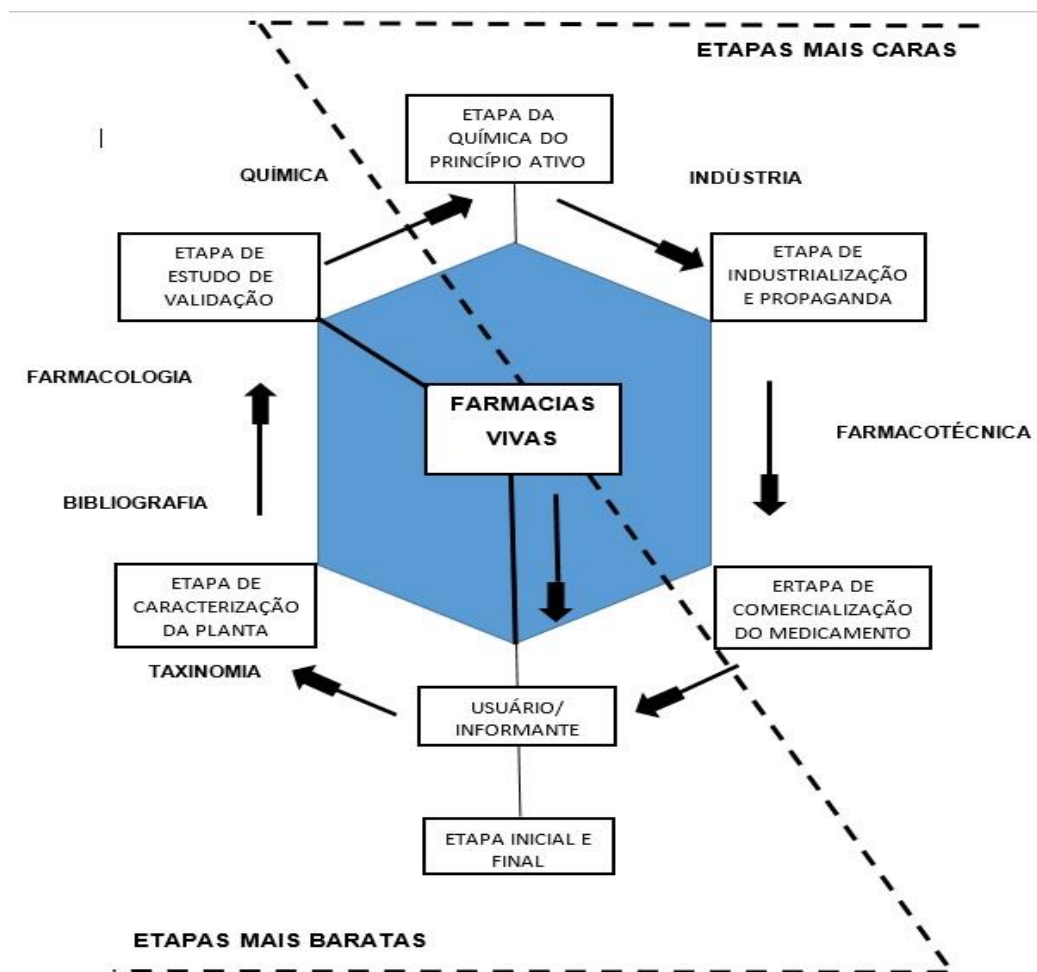 ETAPAS MAIS CARAS
ETAPA DA
QUÍMICA DO
PRINCÍPIO ATIVO
QUÍMICA
INDÙSTRIA
ETAPA DE
ESTUDO DE
VALIDAÇÃO
ETAPA DE
INDUSTRIALIZAÇÃO
E PROPAGANDA
FARMACOLOGIA
FARMACIAS
VIVAS
FARMACOTÉCNICA
BIBLIOGRAFIA
ETAPA DE
CARACTERIZAÇÃO
DA PLANTA
ERTAPA DE
COMERCIALIZAÇÃO
DO MEDICAMENTO
TAXINOMIA
USUÁRIO/
INFORMANTE
ETAPA INICIAL E
FINAL
ETAPAS MAIS BARATAS